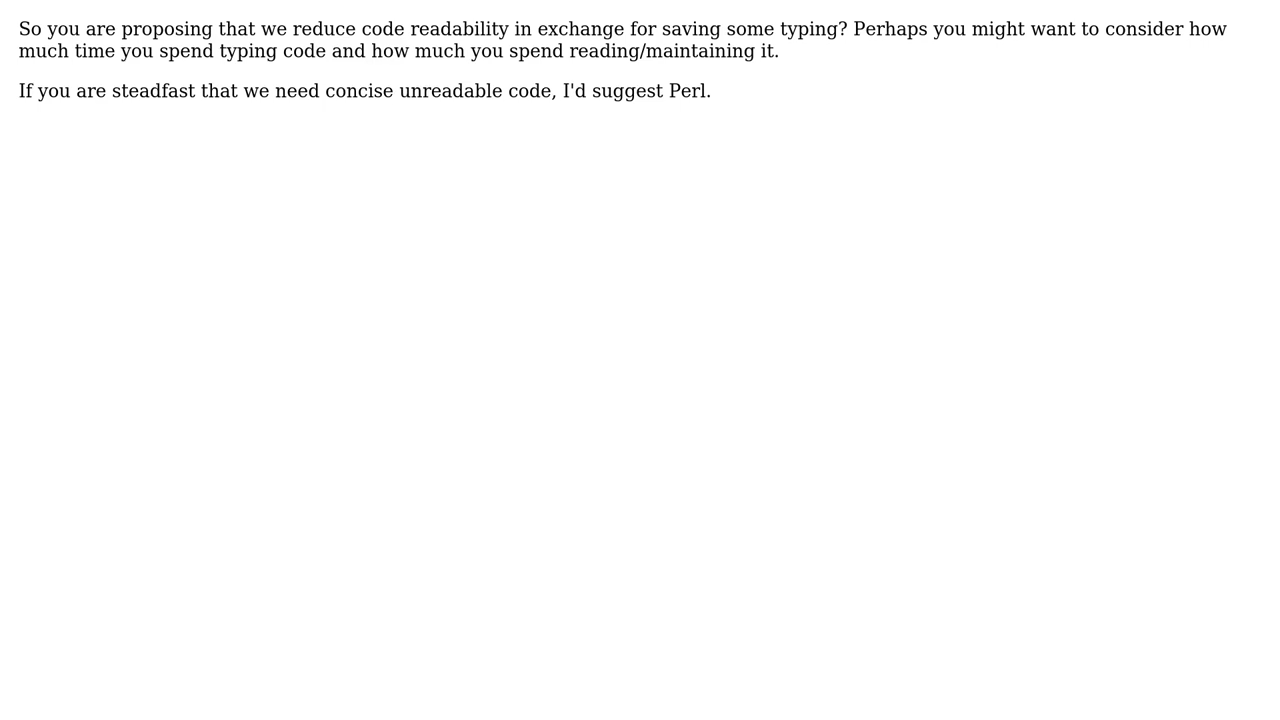 So you are proposing that we reduce code readability in exchange for saving some typing? Perhaps you might want to consider how
much time you spend typing code and how much you spend reading/maintaining it.
If you are steadfast that we need concise unreadable code, I'd suggest Perl.